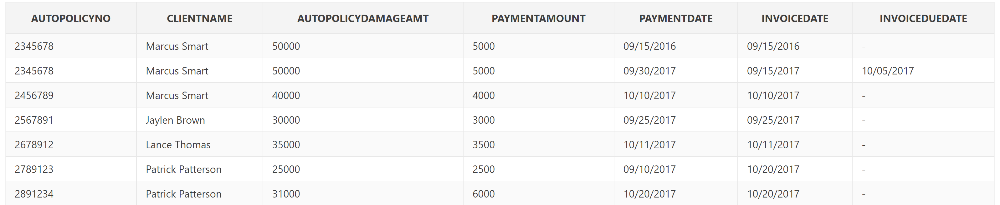 AUTOPOLICYNO CLIENTNAME AUTOPOLICYDAMAGEAMT PAYMENTAMOUNT PAYMENTDATE INVOICEDATE INVOICEDUEDATE
2345678 Marcus Smart 50000 5000 09/15/2016 09/15/2016 -
2345678 Marcus Smart 50000 5000 09/30/2017 09/15/2017 10/05/2017
2456789 Marcus Smart 40000 4000 10/10/2017 10/10/2017 -
2567891 Jaylen Brown 30000 3000 09/25/2017 09/25/2017 -
2678912 Lance Thomas 35000 3500 10/11/2017 10/11/2017 -
2789123 Patrick Patterson 25000 2500 09/10/2017 10/20/2017 -
2891234 Patrick Patterson 31000 6000 10/20/2017 10/20/2017 -